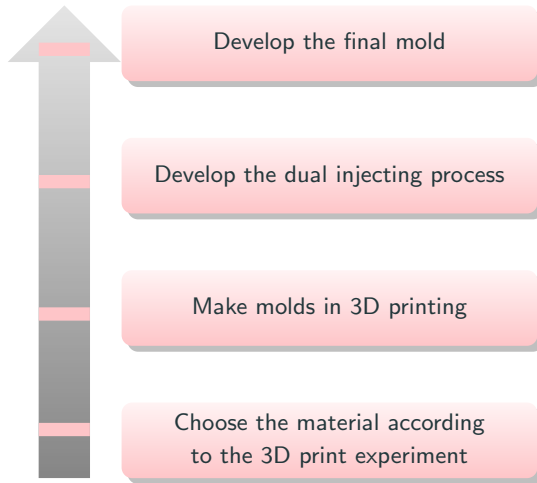 Develop the final mold
Develop the dual injecting process
Make molds in 3D printing
Choose the material according
to the 3D print experiment